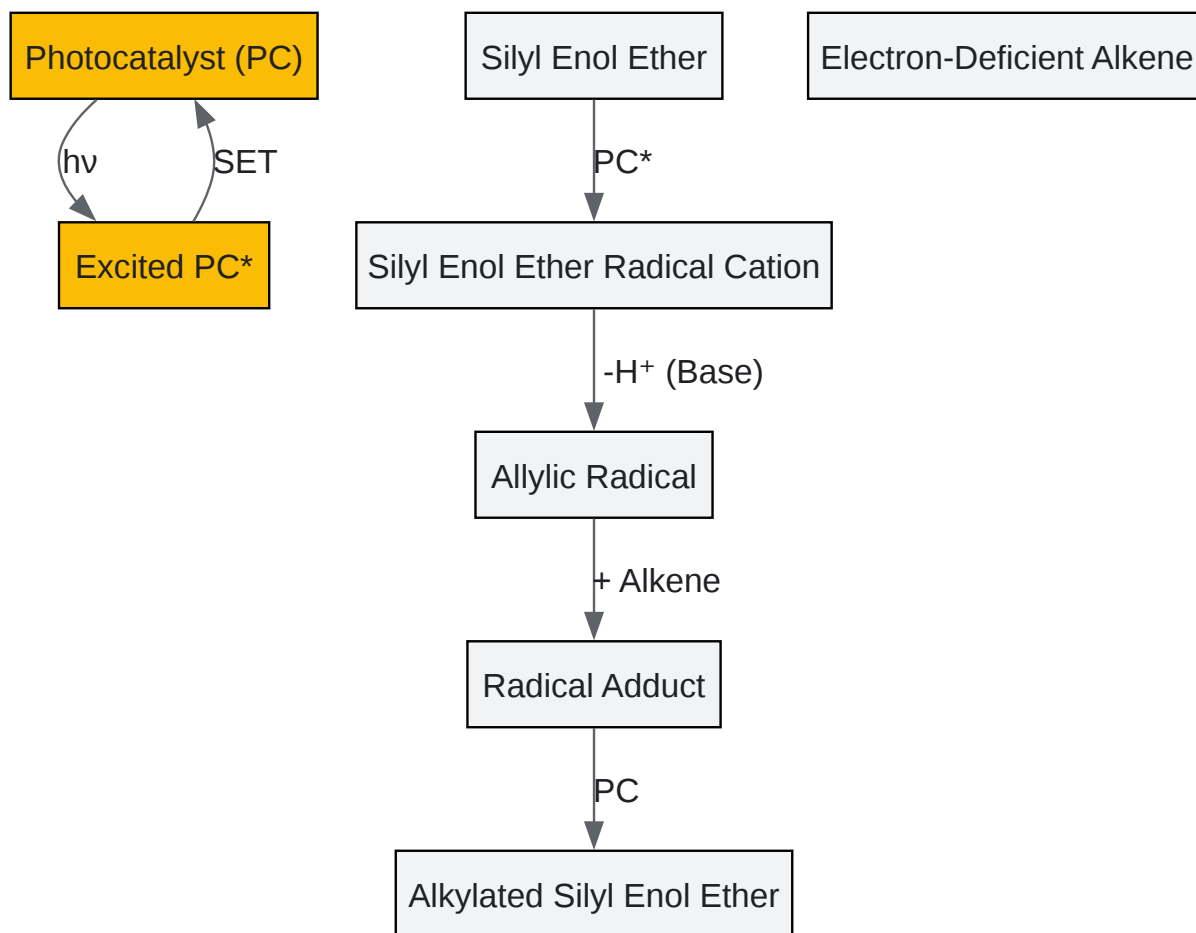 Photocatalyst (PC)
Silyl Enol Ether
Electron-Deficient Alkene
hν
SET
PC*
Excited PC*
Silyl Enol Ether Radical Cation
-H⁺ (Base)
Allylic Radical
+ Alkene
Radical Adduct
PC
Alkylated Silyl Enol Ether